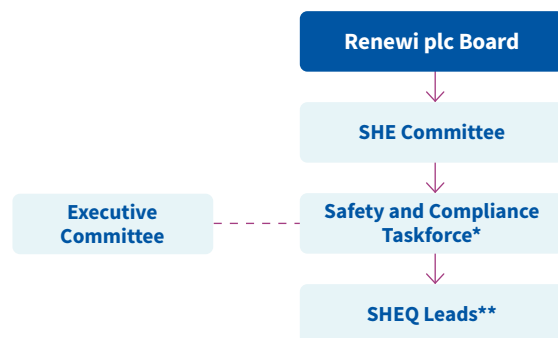 Renewi plc Board
SHE Committee
Executive
Committee
Safety and Compliance
Taskforce*
SHEQ Leads**